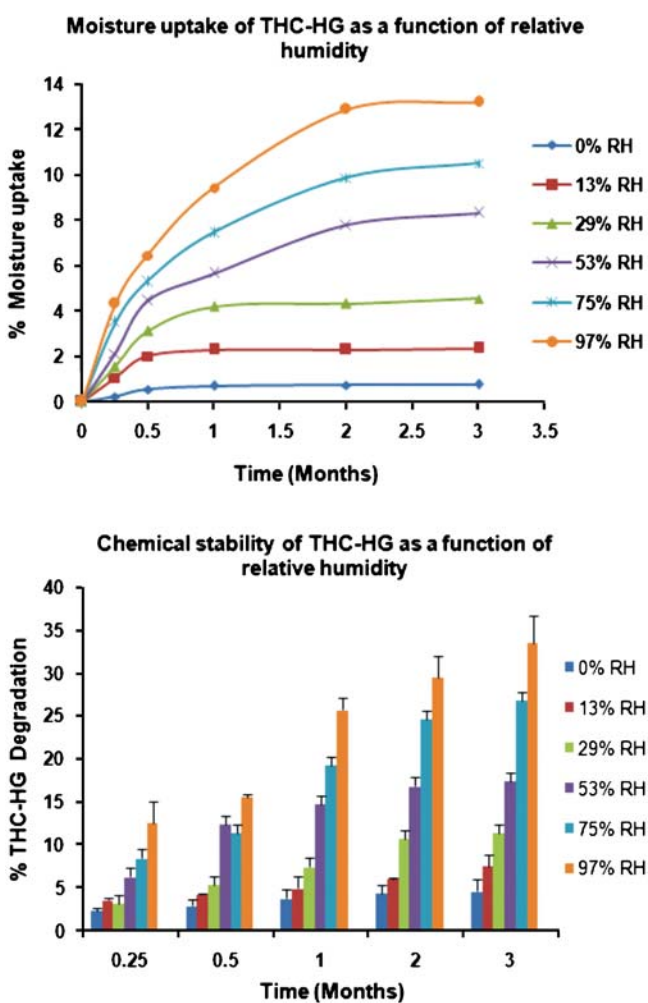 Moisture uptake of THC-HG as a function of relative
humidity
14
12
10
8
6
4
2
0
% Moisture uptake
0
0.5
1
1.5
2
2.5
3
3.5
Time (Months)
0% RH
13% RH
29% RH
53% RH
75% RH
97% RH
Chemical stability of THC-HG as a function of
relative humidity
40
35
30
25
20
15
10
5
0
% THC-HG Degradation
0.25
0.5
1
2
3
Time (Months)
0% RH
13% RH
29% RH
53% RH
75% RH
97% RH